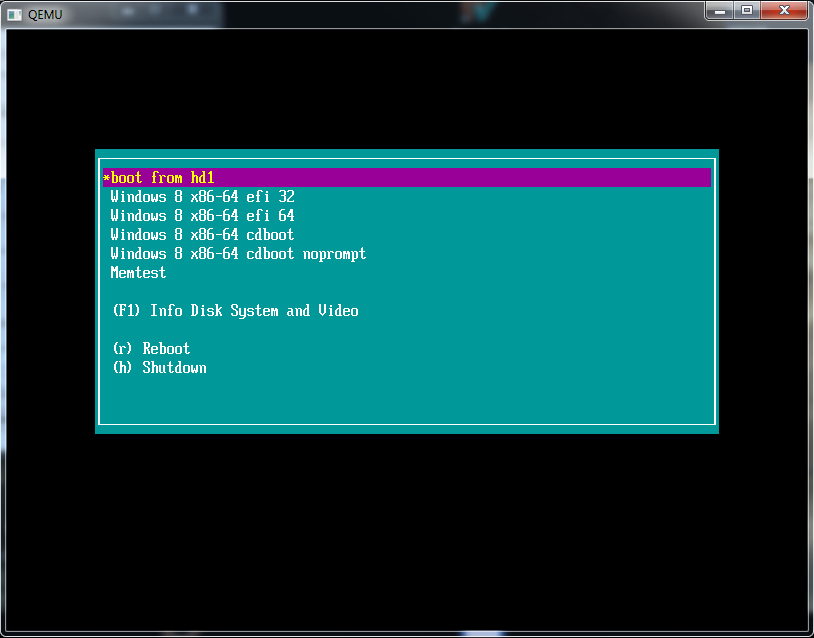 QEMU
*boot from hd1
Windows 8 x86-64 efi 32
Windows 8 x86-64 efi 64
Windows 8 x86-64 cdboot
Windows 8 x86-64 cdboot noprompt
Memtest
(F1) Info Disk System and Video
(r) Reboot
(h) Shutdown